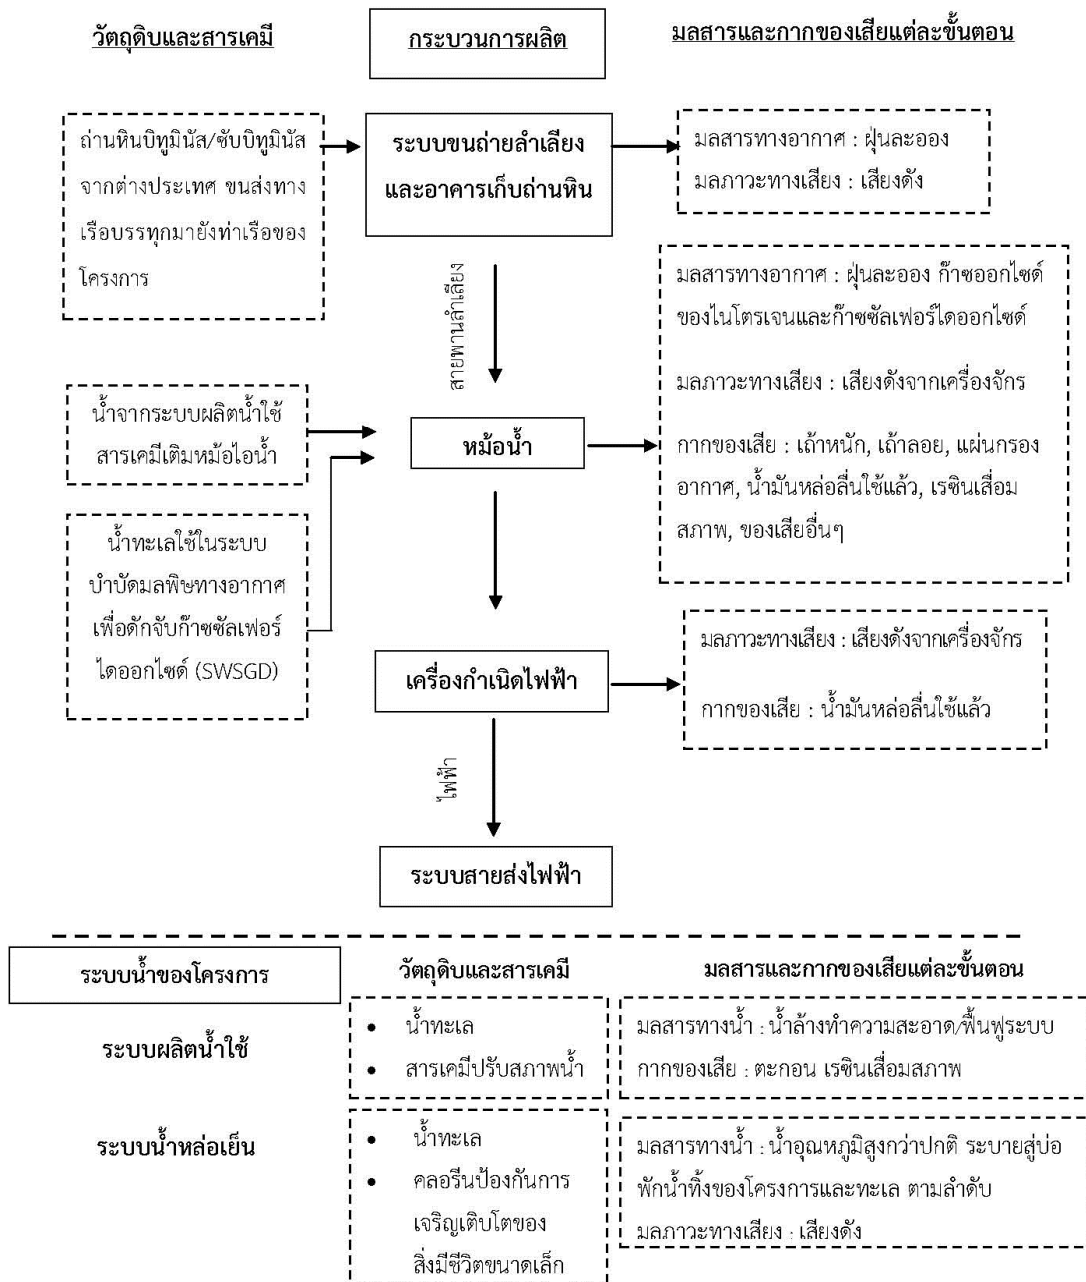 วัตถุดิบและสารเคมี
กระบวนการผลิต
มลสารและกากของเสียแต่ละขั้นตอน
ถ่านหินบิทูมินัส/ซับบิทูมินัส
จากต่างประเทศ ขนส่งทาง
เรือบรรทุกมายังท่าเรือของ
โครงการ
ระบบขนถ่ายลำเลียง
และอาคารเก็บถ่านหิน
มลสารทางอากาศ : ฝุ่นละออง
มลภาวะทางเสียง : เสียงดัง
สายพานลำเลียง
มลสารทางอากาศ : ฝุ่นละออง ก๊าซออกไซด์
ของไนโตรเจนและก๊าซซัลเฟอร์ไดออกไซด์
มลภาวะทางเสียง : เสียงดังจากเครื่องจักร
กากของเสีย : เถ้าหนัก, เถ้าลอย, แผ่นกรอง
อากาศ, น้ำมันหล่อลื่นใช้แล้ว, เรซินเสื่อม
สภาพ, ของเสียอื่นๆ
น้ำจากระบบผลิตน้ำใช้
สารเคมีเติมหม้อไอน้ำ
หม้อน้ำ
น้ำทะเลใช้ในระบบ
บำบัดมลพิษทางอากาศ
เพื่อดักจับก๊าซซัลเฟอร์
ไดออกไซด์ (SWSGD)
เครื่องกำเนิดไฟฟ้า
มลภาวะทางเสียง : เสียงดังจากเครื่องจักร
กากของเสีย : น้ำมันหล่อลื่นใช้แล้ว
ไฟฟ้า
ระบบสายส่งไฟฟ้า
ระบบน้ำของโครงการ
วัตถุดิบและสารเคมี
มลสารและกากของเสียแต่ละขั้นตอน
ระบบผลิตน้ำใช้
• น้ำทะเล
• สารเคมีปรับสภาพน้ำ
มลสารทางน้ำ : น้ำล้างทำความสะอาด/ฟื้นฟูระบบ
กากของเสีย : ตะกอน เรซินเสื่อมสภาพ
ระบบน้ำหล่อเย็น
• น้ำทะเล
• คลอรีนป้องกันการ
เจริญเติบโตของ
สิ่งมีชีวิตขนาดเล็ก
มลสารทางน้ำ : น้ำอุณหภูมิสูงกว่าปกติ ระบายสู่บ่อ
พักน้ำทิ้งของโครงการและทะเล ตามลำดับ
มลภาวะทางเสียง : เสียงดัง